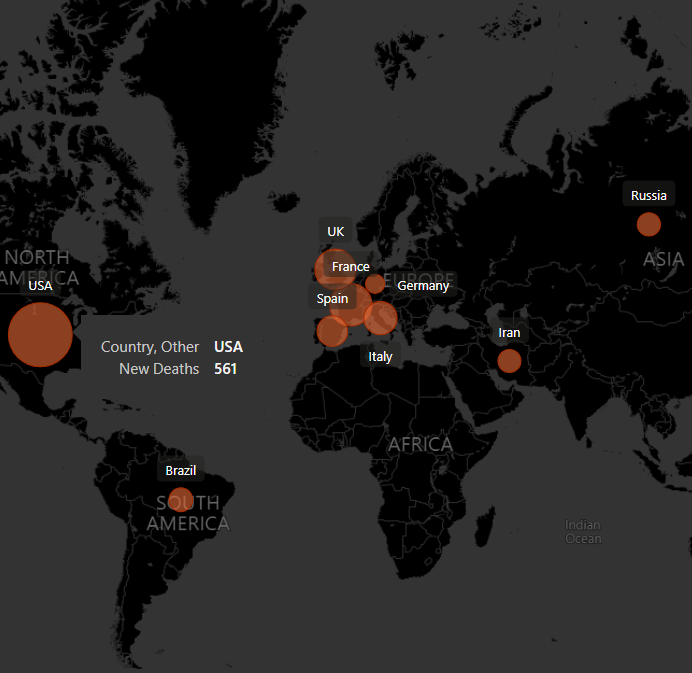 Russia
UK
NORTH
AMERICA
France
ASIA
EUROPE
USA
Germany
Spain
Iran
Country, Other USA
New Deaths 561
Italy
AFRICA
Brazil
SOUTH
AMERICA
Indian
Ocean